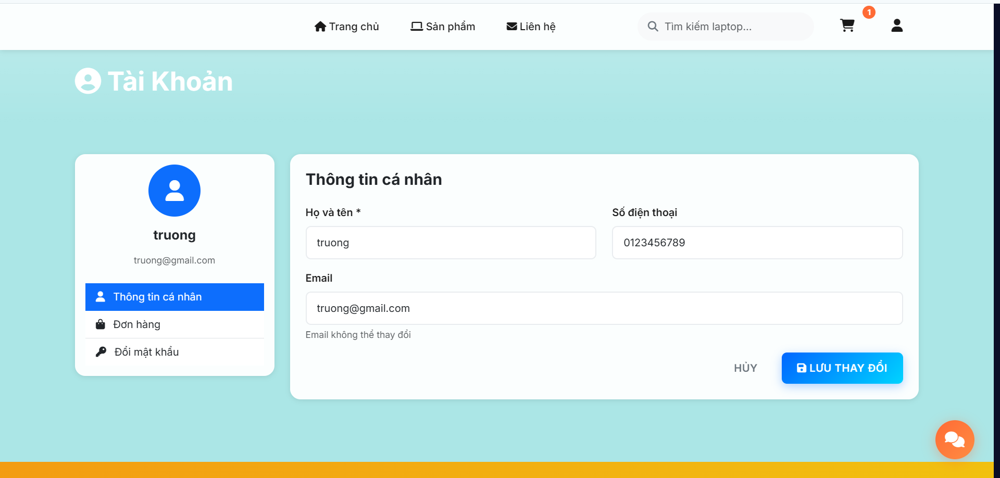 Trang chủ
Sản phẩm
Liên hệ
Tìm kiếm laptop...
1
Tài Khoản
truong
truong@gmail.com
Thông tin cá nhân
Đơn hàng
Đổi mật khẩu
Thông tin cá nhân
Họ và tên *
Số điện thoại
truong
0123456789
Email
truong@gmail.com
Email không thể thay đổi
HỦY
LƯU THAY ĐỔI